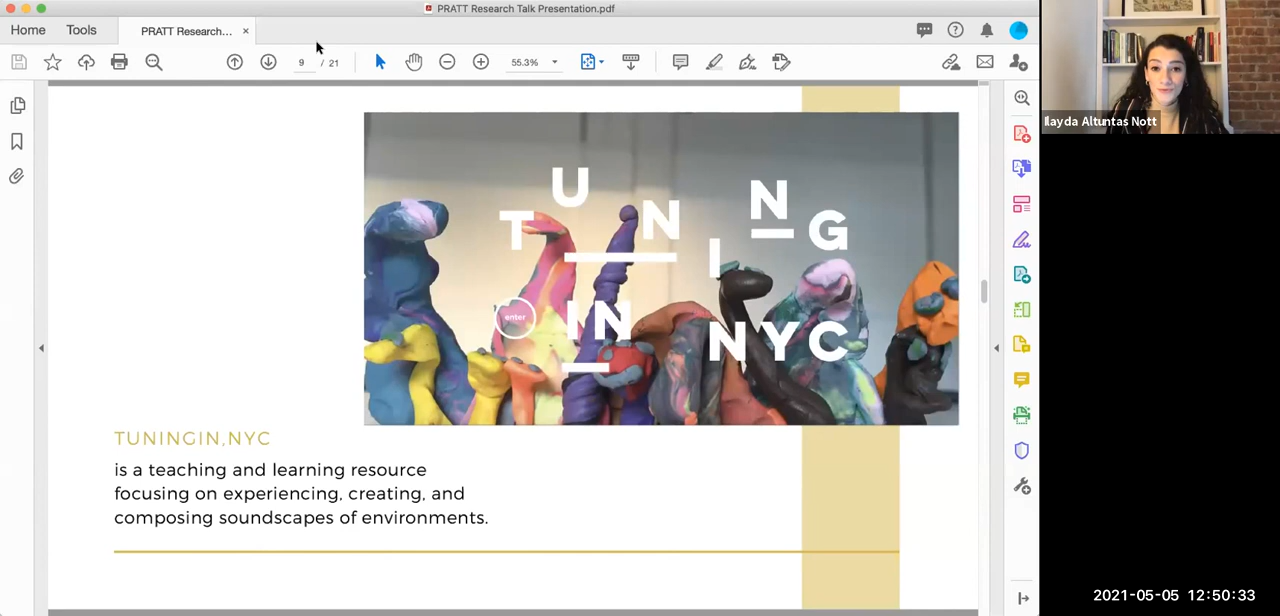 PRATT Research Talk Presentation.pdf
Home
Tools
PRATT Research... ×
9 / 21
55.3%
Ilayda Altuntas Nott
TUNING
enter
IN NYC
TUNINGIN,NYC
is a teaching and learning resource
focusing on experiencing, creating, and
composing soundscapes of environments.
2021-05-05 12:50:33